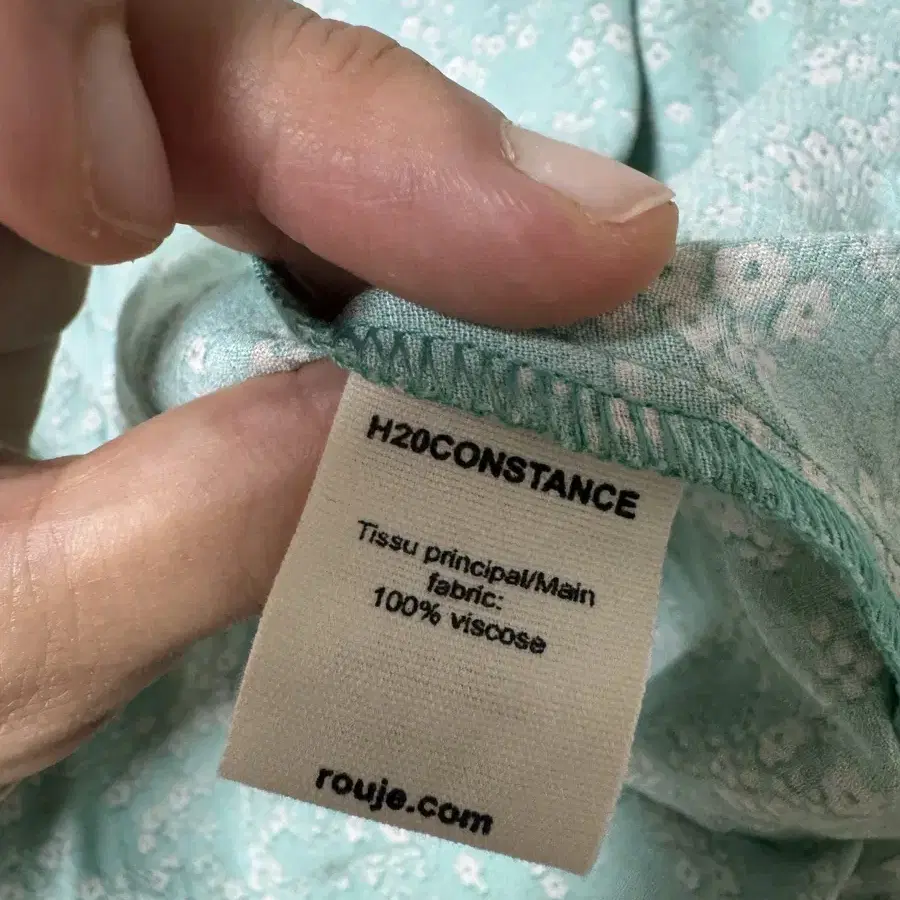 H20CONSTANCE
Tissu principal/Main
fabric:
100% viscose
rouje.com